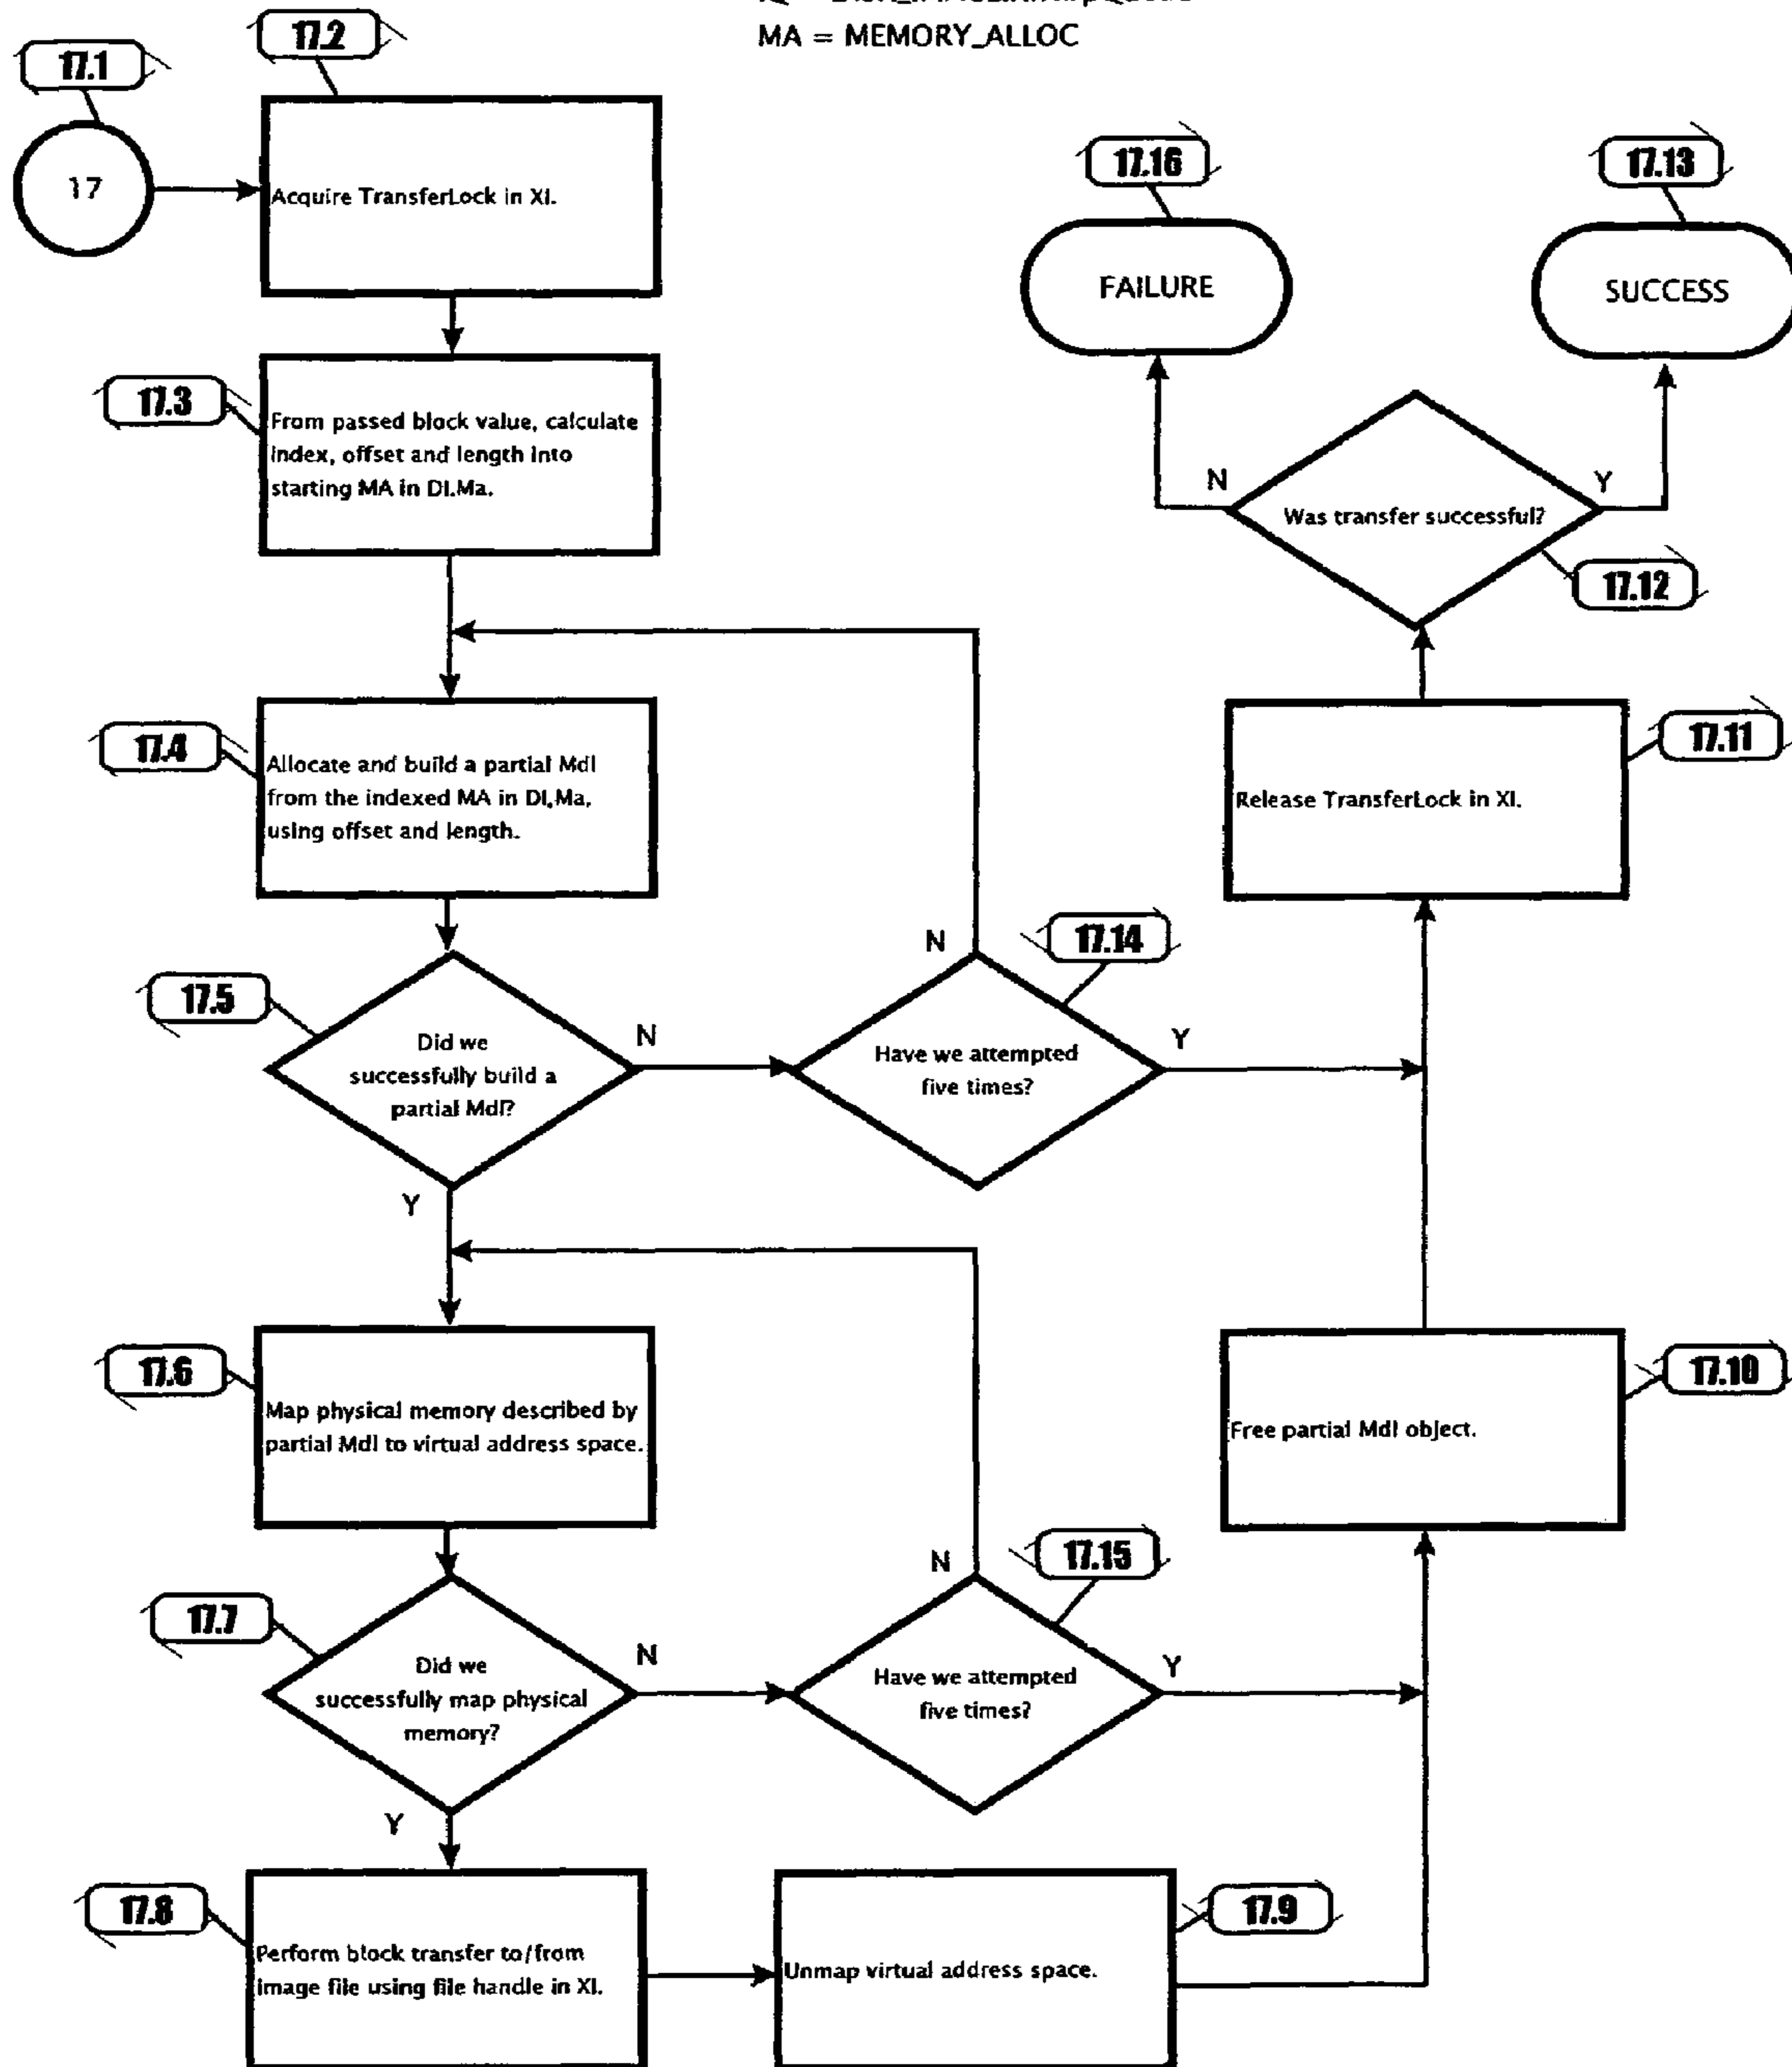 MA = MEMORY_ALLOC
17.1
17.2
17
Acquire TransferLock in XI.
17.16
17.13
FAILURE
SUCCESS
17.3
From passed block value, calculate
index, offset and length into
starting MA in DI.Ma.
N
Y
Was transfer successful?
17.12
17.4
Allocate and build a partial Mdl
from the indexed MA in DI.Ma,
using offset and length.
17.11
Release TransferLock in XI.
17.5
Did we
successfully build a
partial Mdl?
N
Y
N
17.14
Have we attempted
five times?
Y
17.6
Map physical memory described by
partial Mdl to virtual address space.
17.10
Free partial Mdl object.
17.7
Did we
successfully map physical
memory?
N
Y
N
17.15
Have we attempted
five times?
Y
17.8
Perform block transfer to/from
image file using file handle in XI.
17.9
Unmap virtual address space.